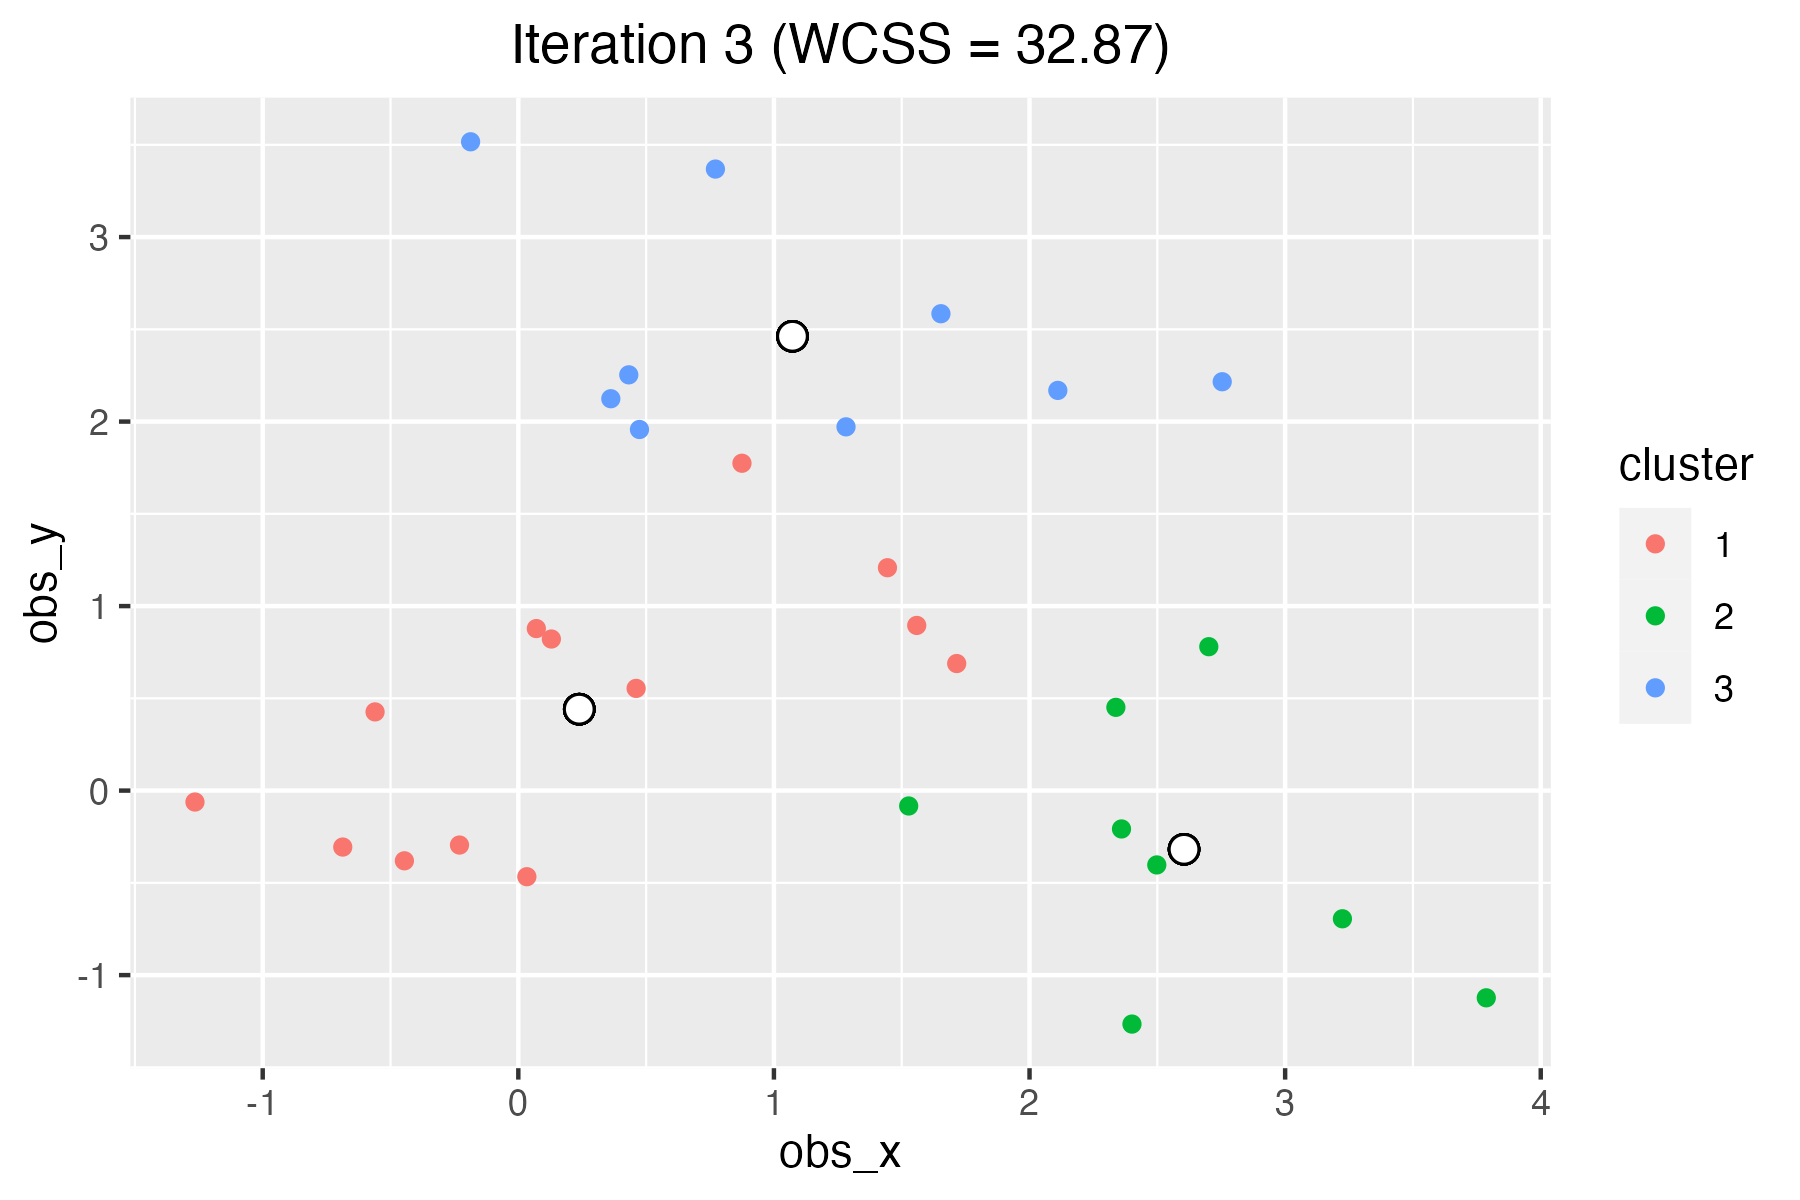 Iteration 3 (WCSS = 32.87)
obs_y
3
2
1
0
-1
-1 0 1 2 3 4
obs_x
cluster
1
2
3